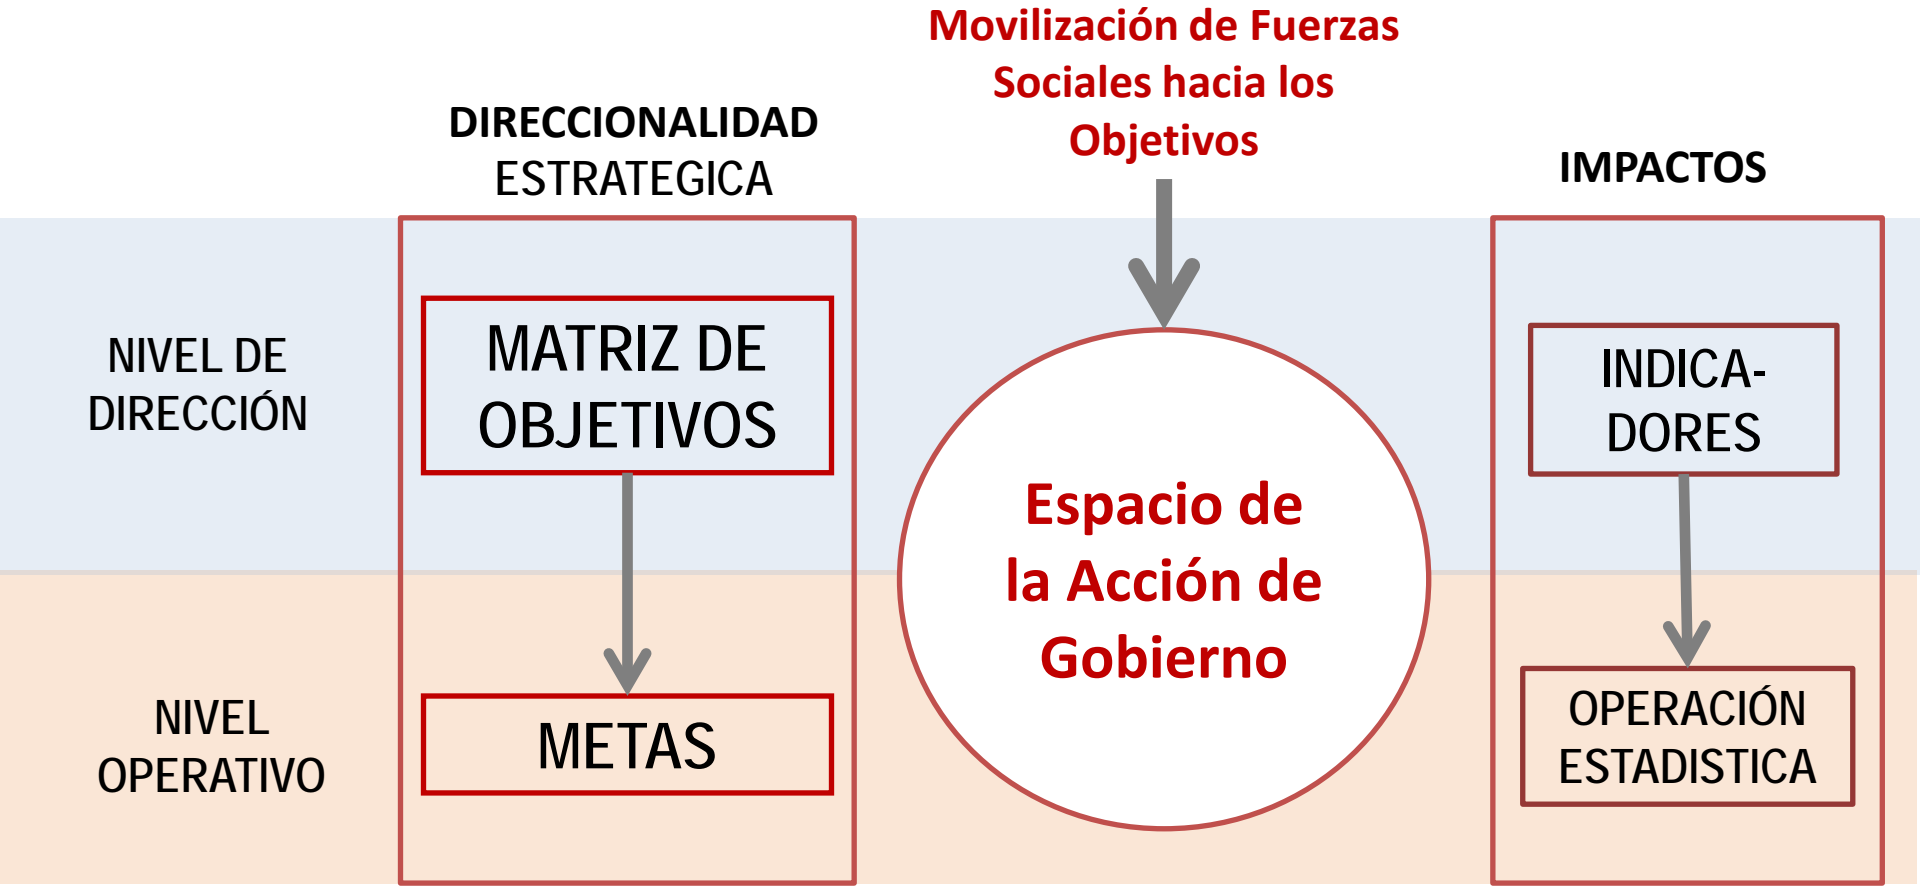 Movilización de Fuerzas
Sociales hacia los
Objetivos
DIRECCIONALIDAD
ESTRATEGICA
IMPACTOS
NIVEL DE
DIRECCIÓN
MATRIZ DE
OBJETIVOS
INDICA-
DORES
Espacio de
la Acción de
Gobierno
NIVEL
OPERATIVO
METAS
OPERACIÓN
ESTADISTICA